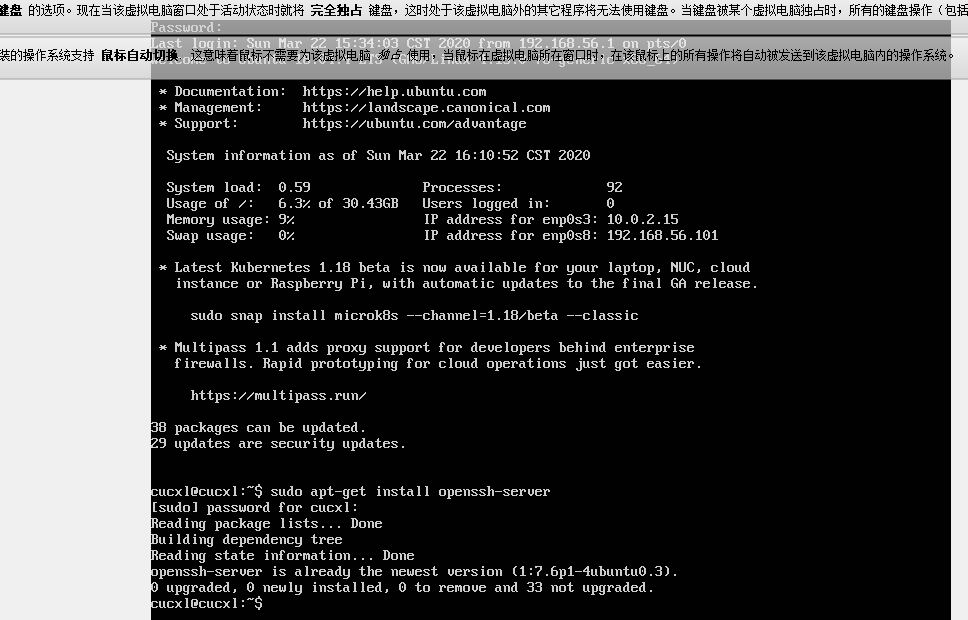 键盘 的选项。现在当该虚拟电脑窗口处于活动状态时就将 完全独占 键盘，这时处于该虚拟电脑外的其它程序将无法使用键盘。当键盘被某个虚拟电脑独占时，所有的键盘操作（包括
Password:
Last login: Sun Mar 22 15:34:03 CST 2020 from 192.168.56.1 on pts/0
装的操作系统支持 鼠标自动切换。这意味着鼠标不需要为该虚拟电脑 独占 使用，当鼠标在虚拟电脑所在窗口时，在该鼠标上的所有操作将自动被发送到该虚拟电脑内的操作系统。
 * Documentation:  https://help.ubuntu.com
 * Management:     https://landscape.canonical.com
 * Support:        https://ubuntu.com/advantage
  System information as of Sun Mar 22 16:10:52 CST 2020
  System load:  0.59              Processes:             92
  Usage of /:   6.3% of 30.43GB   Users logged in:       0
  Memory usage: 9%                IP address for enp0s3: 10.0.2.15
  Swap usage:   0%                IP address for enp0s8: 192.168.56.101
 * Latest Kubernetes 1.18 beta is now available for your laptop, NUC, cloud
   instance or Raspberry Pi, with automatic updates to the final GA release.
     sudo snap install microk8s --channel=1.18/beta --classic
 * Multipass 1.1 adds proxy support for developers behind enterprise
   firewalls. Rapid prototyping for cloud operations just got easier.
     https://multipass.run/
38 packages can be updated.
29 updates are security updates.
cucxl@cucxl:~$ sudo apt-get install openssh-server
[sudo] password for cucxl:
Reading package lists... Done
Building dependency tree
Reading state information... Done
openssh-server is already the newest version (1:7.6p1-4ubuntu0.3).
0 upgraded, 0 newly installed, 0 to remove and 33 not upgraded.
cucxl@cucxl:~$